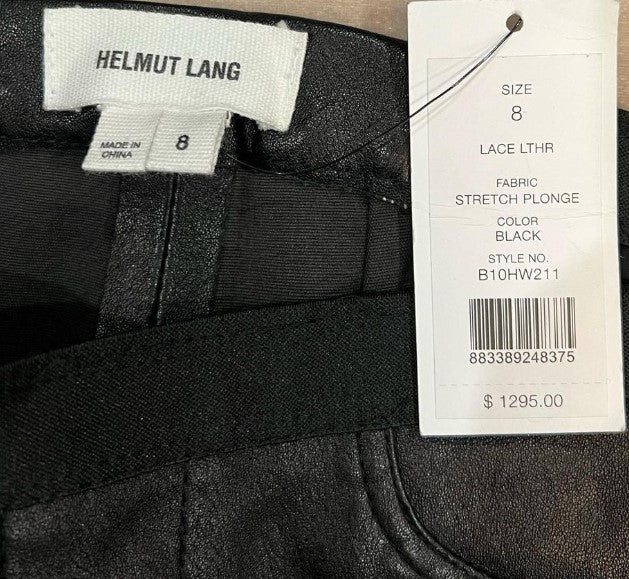 HELMUT LANG
MADE IN
CHINA
8
SIZE
8
LACE LTHR
FABRIC
STRETCH PLONGE
COLOR
BLACK
STYLE NO.
B10HW211
883389248375
$ 1295.00